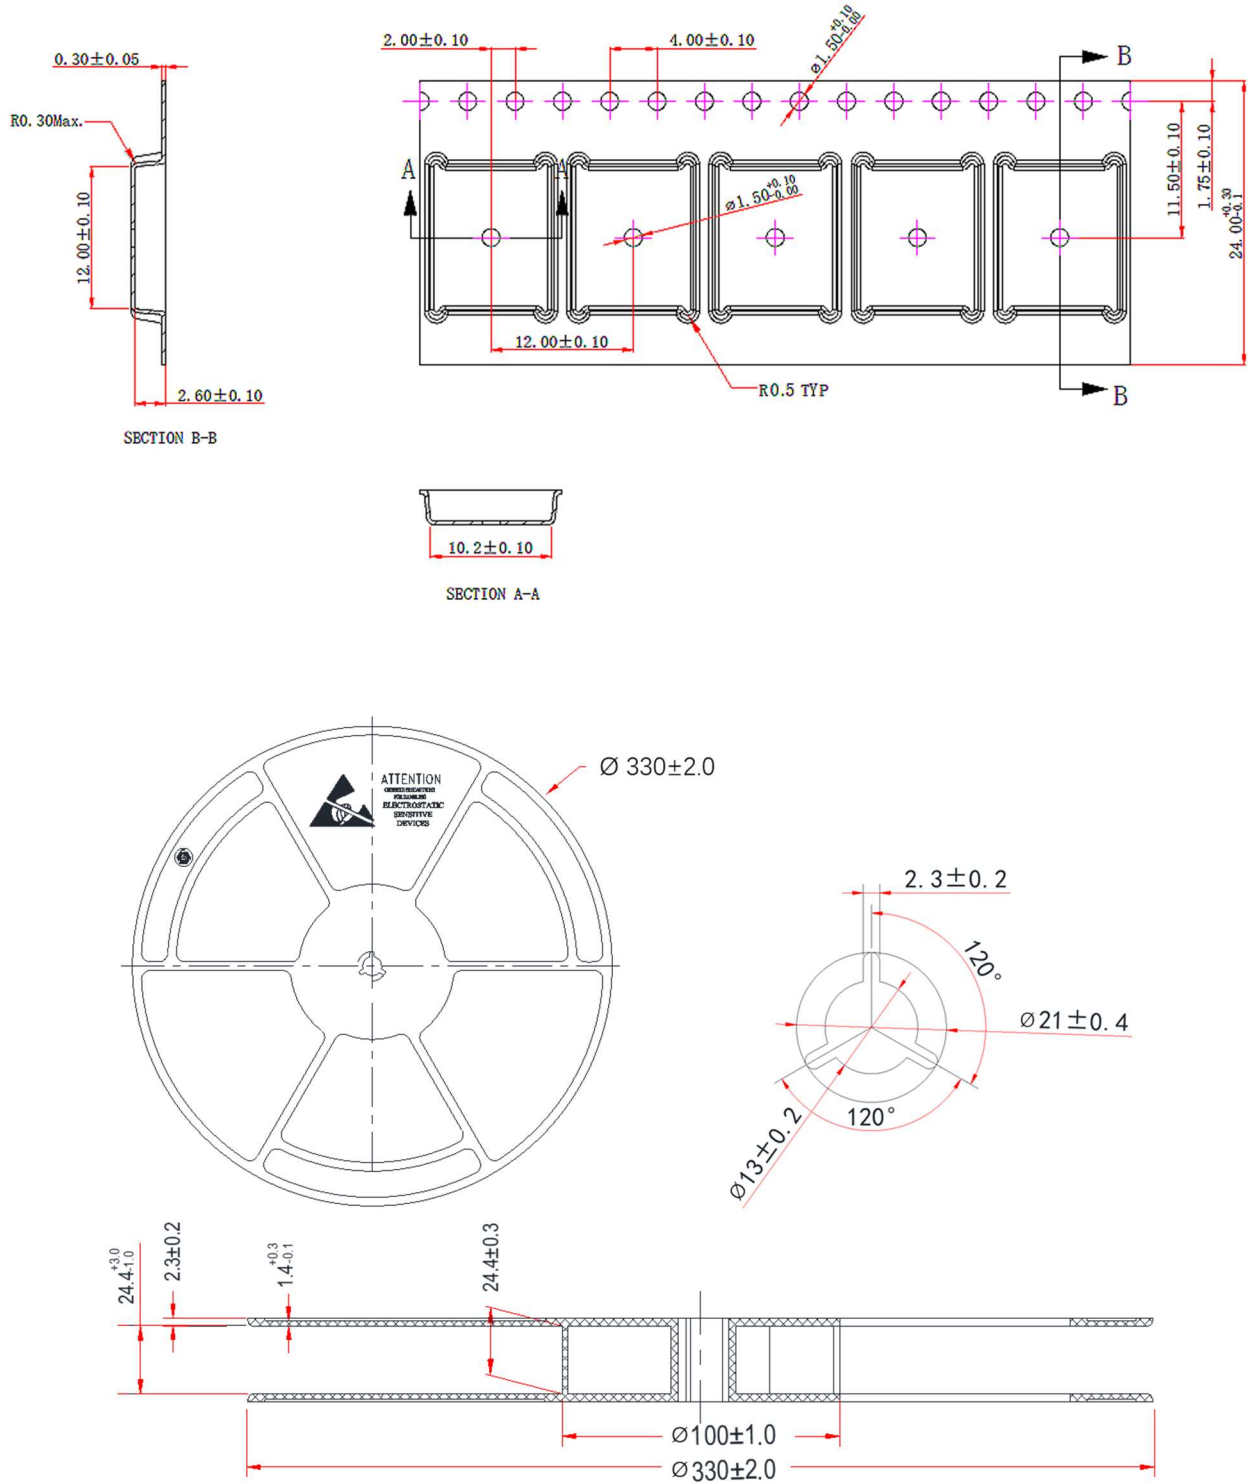 2.00±0.10
4.00±0.10
ø1.50+0.10-0.00
B
0.30±0.05
R0.30Max.
12.00±0.10
A
A
ø1.50+0.10-0.00
11.50±0.10
1.75±0.10
24.00+0.30-0.1
12.00±0.10
2.60±0.10
R0.5 TYP
B
SECTION B-B
10.2±0.10
SECTION A-A
Ø 330±2.0
ATTENTION
ELECTROSTATIC
SENSITIVE
DEVICES
2.3±0.2
120°
Ø21±0.4
120°
Ø13±0.2
24.4+3.0-1.0
2.3±0.2
1.4+0.3-0.1
24.4±0.3
Ø100±1.0
Ø330±2.0